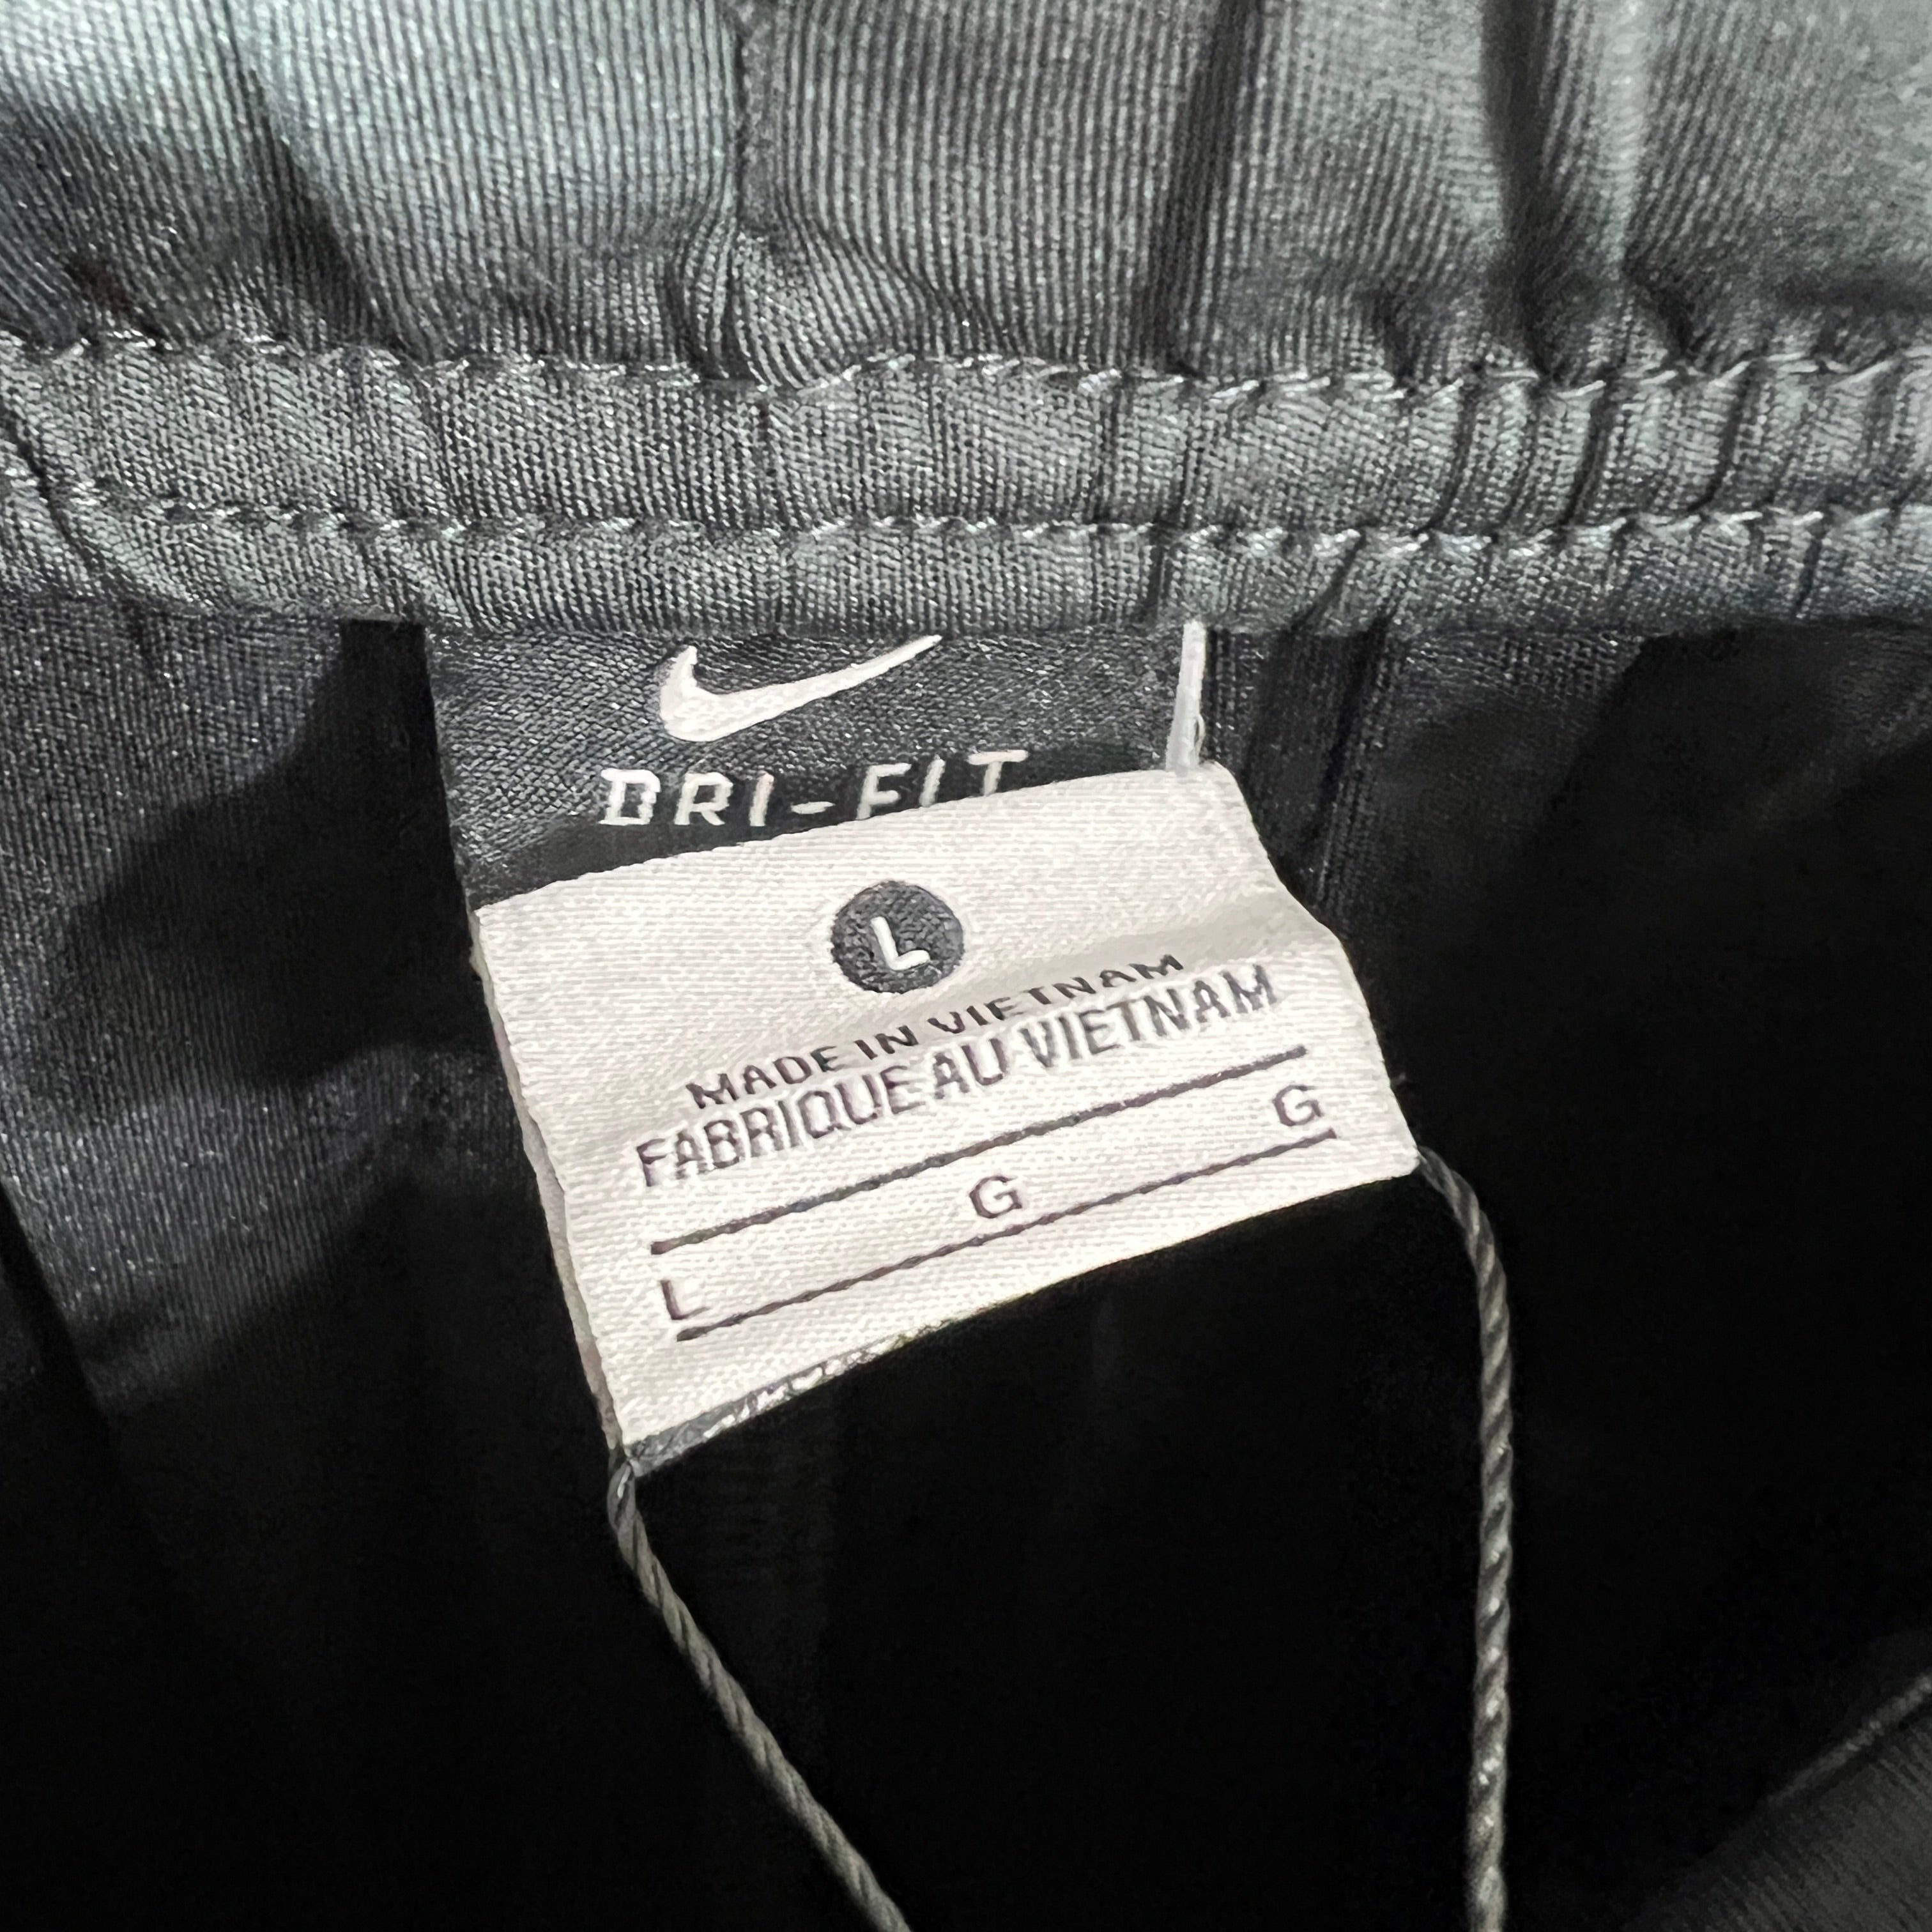 DRI-FIT
L
MADE IN VIETNAM
FABRIQUE AU VIETNAM
L G G